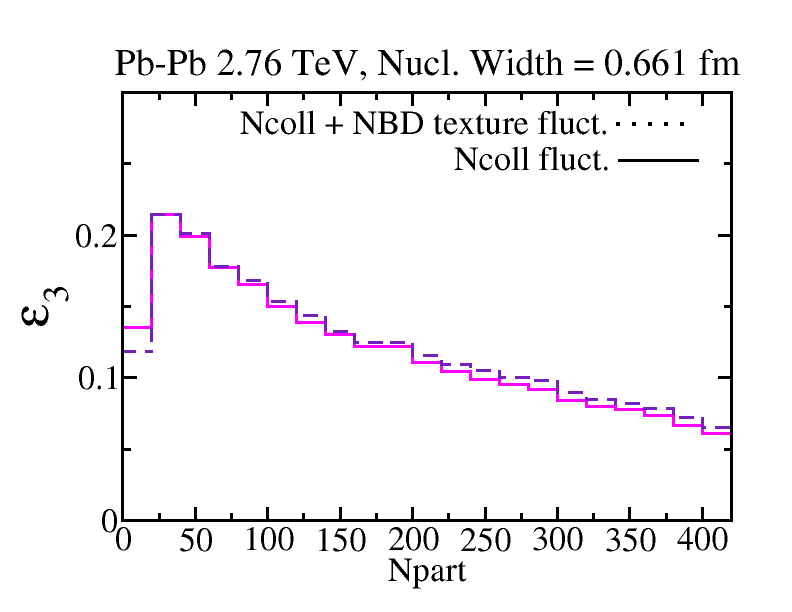 Pb-Pb 2.76 TeV, Nucl. Width = 0.661 fm
Ncoll + NBD texture fluct.
Ncoll fluct.
0.2
ε3
0.1
0
0 50 100 150 200 250 300 350 400
Npart